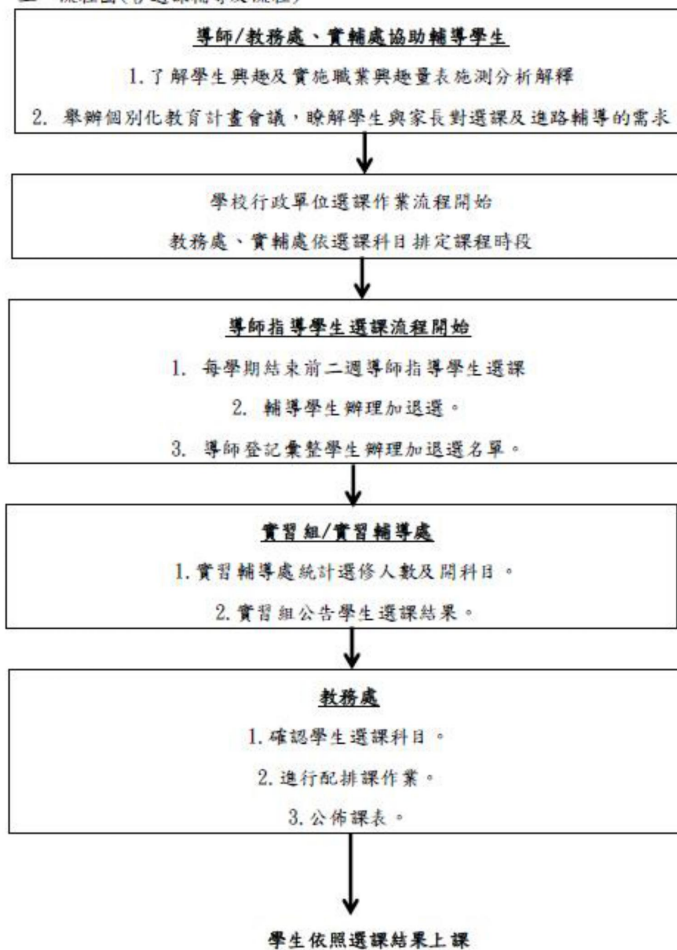 流程圖(含選課輔導及流程)
導師/教務處、實輔處協助輔導學生
1.了解學生興趣及實施職業興趣量表施測分析解釋
2. 舉辦個別化教育計畫會議，瞭解學生與家長對選課及進路輔導的需求
學校行政單位選課作業流程開始
教務處、實輔處依選課科目排定課程時段
導師指導學生選課流程開始
1. 每學期結束前二週導師指導學生選課
2. 輔導學生辦理加退選。
3. 導師登記彙整學生辦理加退選名單。
實習組/實習輔導處
1.實習輔導處統計選修人數及開科目。
2.實習組公告學生選課結果。
教務處
1.確認學生選課科目。
2.進行配排課作業。
3.公佈課表。
學生依照選課結果上課